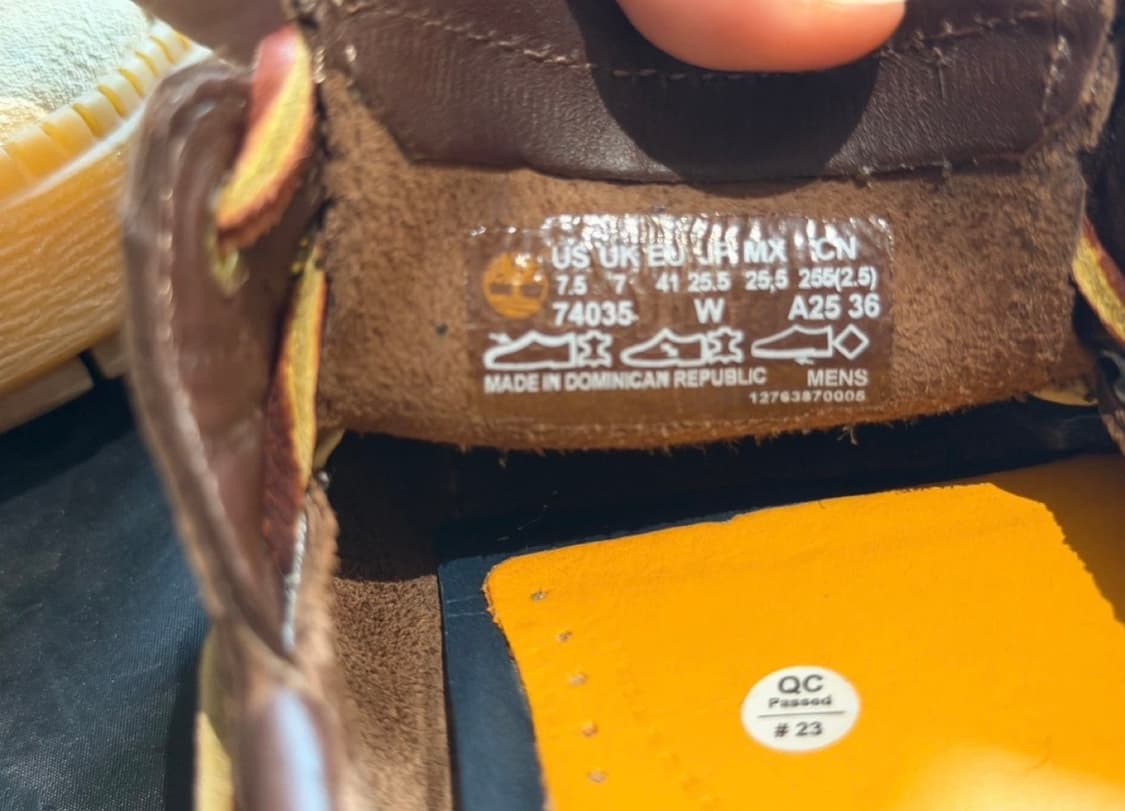 US UK EU JP MX CN
7.5 7 41 25.5 25,5 255(2.5)
74035 W A25 36
MADE IN DOMINICAN REPUBLIC MENS
12763870005
QC
Passed
# 23